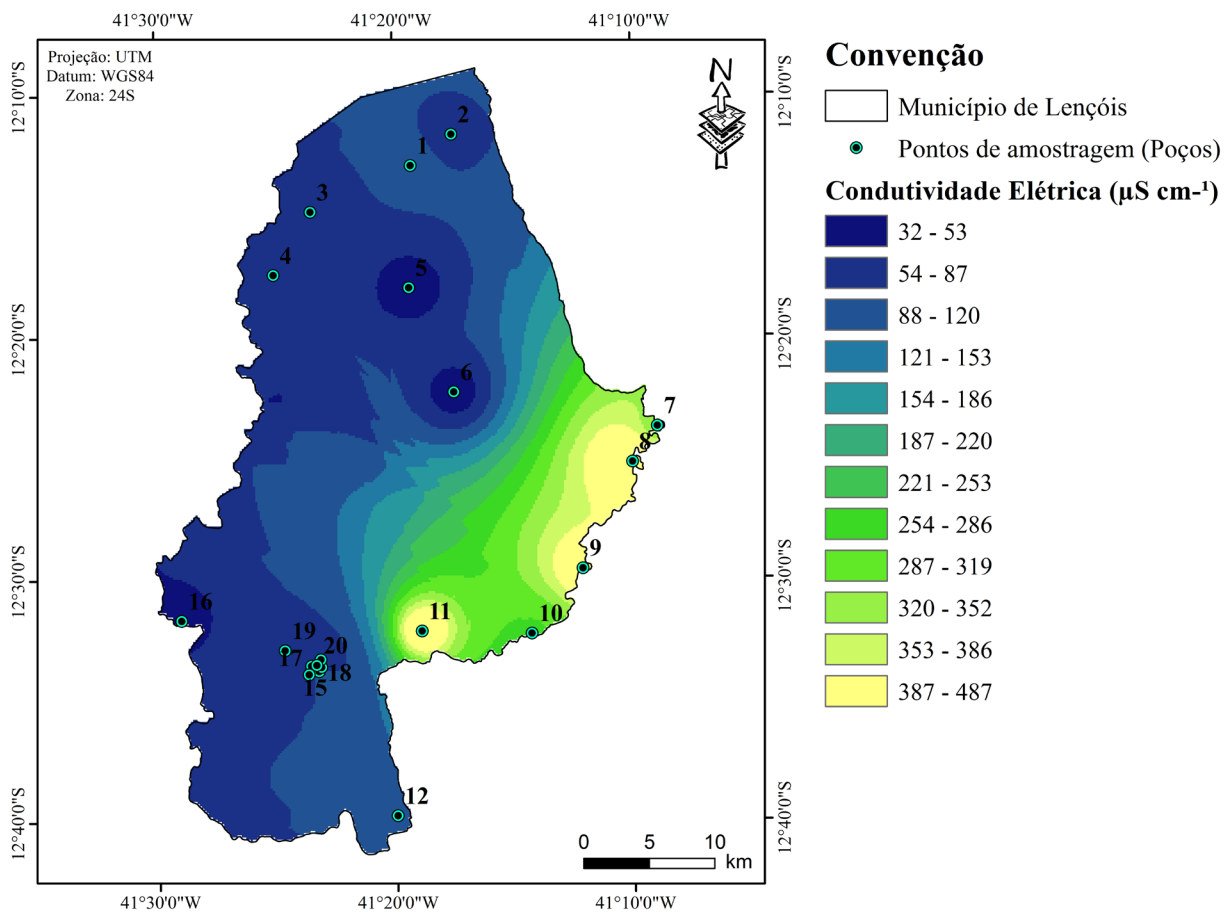 41°30'0"W 41°20'0"W 41°10'0"W
Projeção: UTM
Datum: WGS84
Zona: 24S
N
12°10'0"S
12°10'0"S
2
1
3
4
5
12°20'0"S
12°20'0"S
6
7
8
9
12°30'0"S
12°30'0"S
16
11
10
19
20
17
18
15
12
12°40'0"S
12°40'0"S
0 5 10
km
41°30'0"W 41°20'0"W 41°10'0"W
Convenção
Município de Lençóis
Pontos de amostragem (Poços)
Condutividade Elétrica (µS cm-¹)
32 - 53
54 - 87
88 - 120
121 - 153
154 - 186
187 - 220
221 - 253
254 - 286
287 - 319
320 - 352
353 - 386
387 - 487